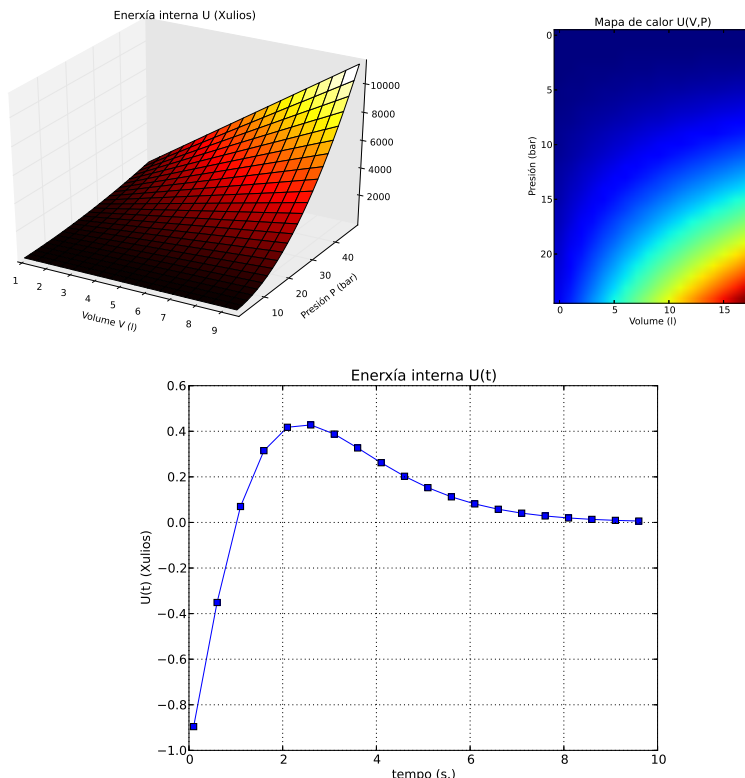 Enerxía interna U (Xulios)
10000
8000
6000
4000
2000
40
30
20
10
Presión P (bar)
1 2 3 4 5 6 7 8 9
Volume V (l)
Mapa de calor U(V,P)
0
5
10
15
20
Presión (bar)
0 5 10 15
Volume (l)
Enerxía interna U(t)
0.6
0.4
0.2
0.0
−0.2
−0.4
−0.6
−0.8
−1.0
U(t) (Xulios)
0 2 4 6 8 10
tempo (s.)